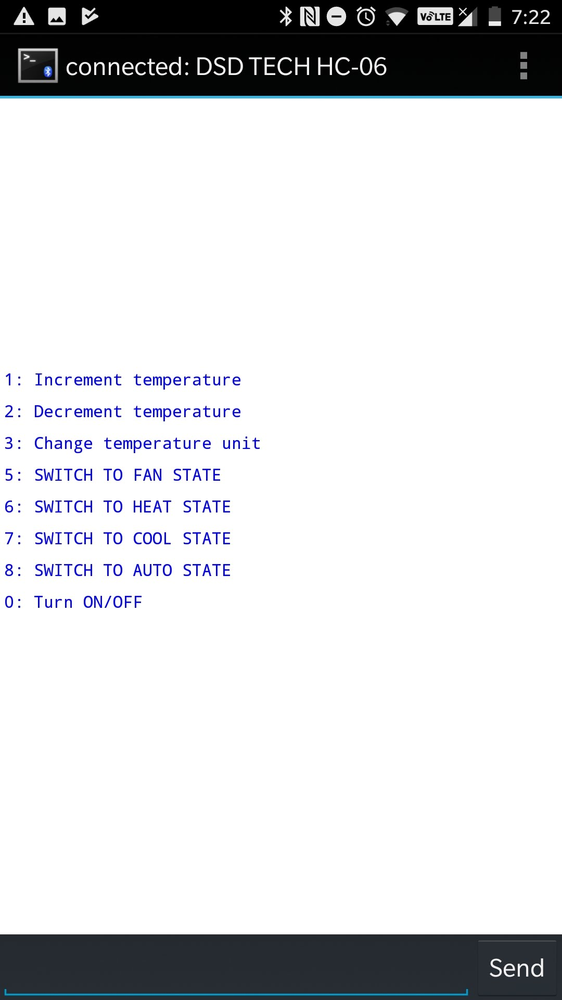 VoLTE 7:22
>_ connected: DSD TECH HC-06
1: Increment temperature
2: Decrement temperature
3: Change temperature unit
5: SWITCH TO FAN STATE
6: SWITCH TO HEAT STATE
7: SWITCH TO COOL STATE
8: SWITCH TO AUTO STATE
0: Turn ON/OFF
Send